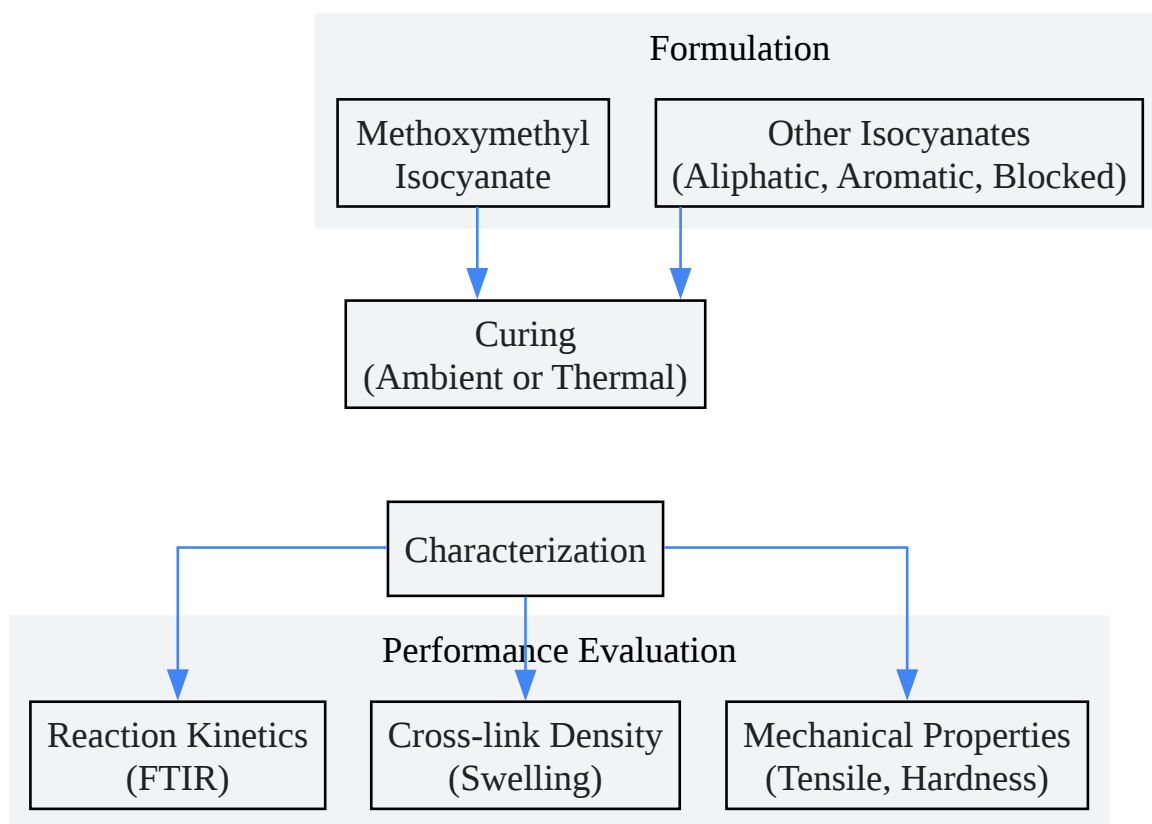 Formulation
Methoxymethyl
Isocyanate
Other Isocyanates
(Aliphatic, Aromatic, Blocked)
Curing
(Ambient or Thermal)
Characterization
Performance Evaluation
Reaction Kinetics
(FTIR)
Cross-link Density
(Swelling)
Mechanical Properties
(Tensile, Hardness)